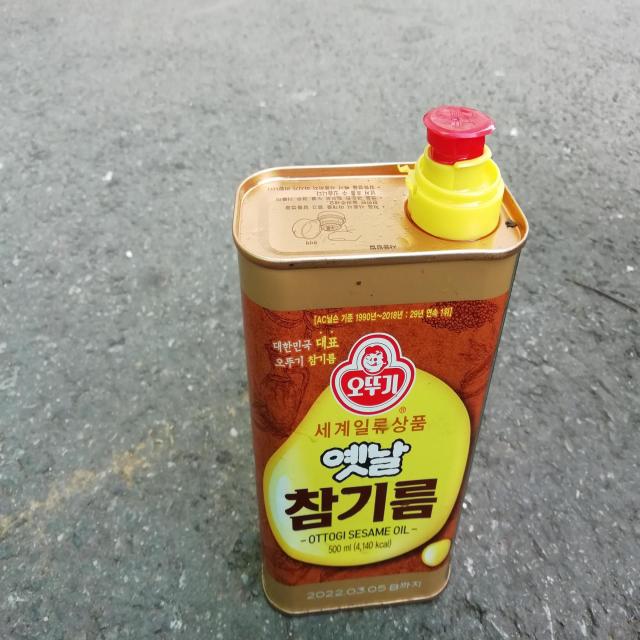 [AC닐슨 기준 1990년~2018년 : 29년 연속 1위]
대한민국 대표
오뚜기 참기름
오뚜기
®
세계일류상품
옛날
참기름
- OTTOGI SESAME OIL -
500 ml (4,140 kcal)
2022.03.05 까지